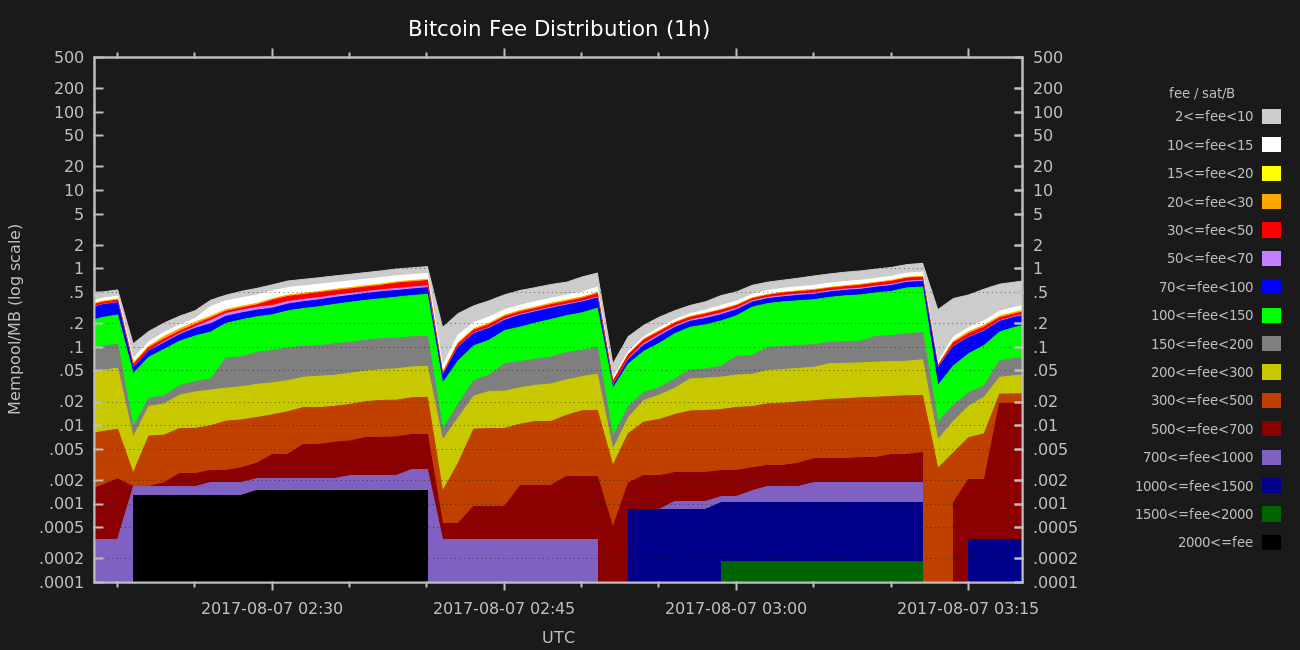 Bitcoin Fee Distribution (1h)
Mempool/MB (log scale)
500
200
100
50
20
10
5
2
1
.5
.2
.1
.05
.02
.01
.005
.002
.001
.0005
.0002
.0001
500
200
100
50
20
10
5
2
1
.5
.2
.1
.05
.02
.01
.005
.002
.001
.0005
.0002
.0001
2017-08-07 02:30
2017-08-07 02:45
2017-08-07 03:00
2017-08-07 03:15
UTC
fee / sat/B
2<=fee<10
10<=fee<15
15<=fee<20
20<=fee<30
30<=fee<50
50<=fee<70
70<=fee<100
100<=fee<150
150<=fee<200
200<=fee<300
300<=fee<500
500<=fee<700
700<=fee<1000
1000<=fee<1500
1500<=fee<2000
2000<=fee